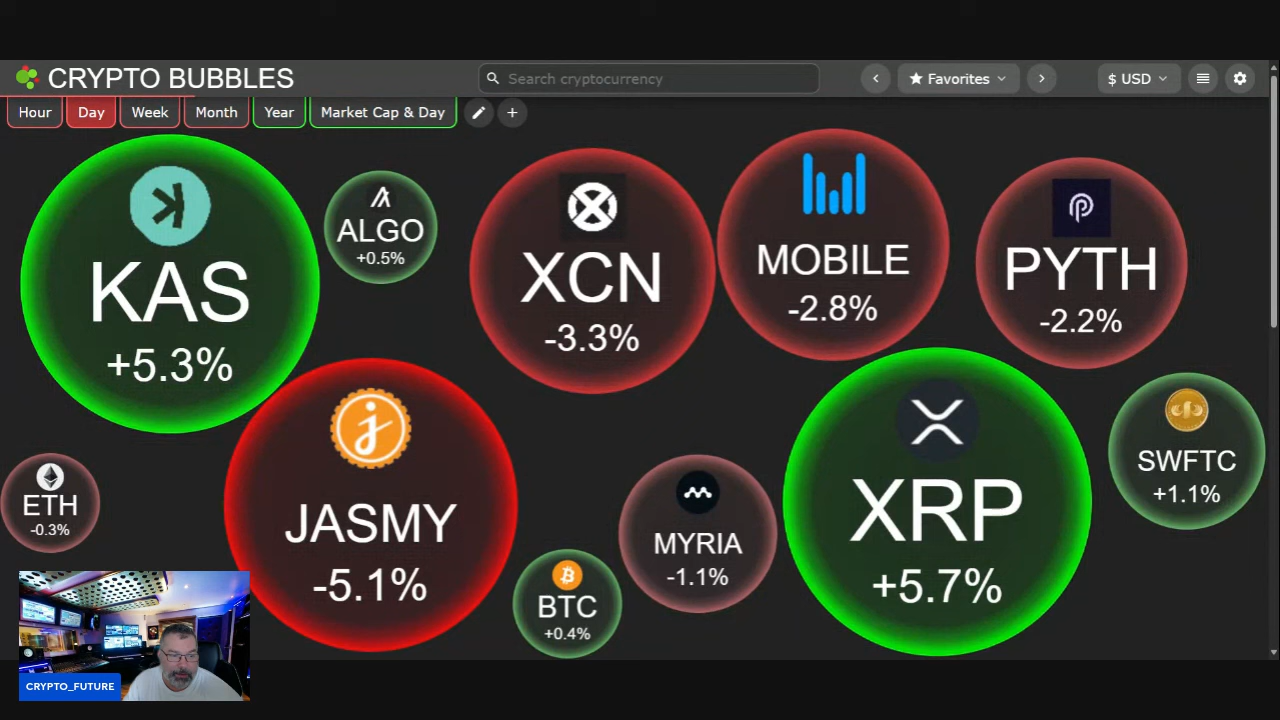 CRYPTO BUBBLES
Search cryptocurrency
Favorites
$ USD
Hour
Day
Week
Month
Year
Market Cap & Day
KAS
+5.3%
ALGO
+0.5%
XCN
-3.3%
MOBILE
-2.8%
PYTH
-2.2%
ETH
-0.3%
JASMY
-5.1%
BTC
+0.4%
MYRIA
-1.1%
XRP
+5.7%
SWFTC
+1.1%
CRYPTO_FUTURE